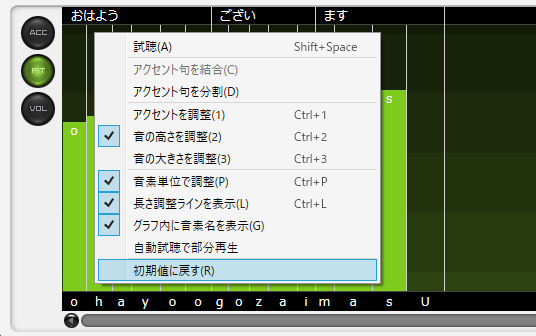 おはよう ござい ます
ACC
PIT
VOL
試聴(A) Shift+Space
アクセント句を結合(C)
アクセント句を分割(D)
アクセントを調整(1) Ctrl+1
音の高さを調整(2) Ctrl+2
音の大きさを調整(3) Ctrl+3
音素単位で調整(P) Ctrl+P
長さ調整ラインを表示(L) Ctrl+L
グラフ内に音素名を表示(G)
自動試聴で部分再生
初期値に戻す(R)
s
o
o h a y o o g o z a i m a s U